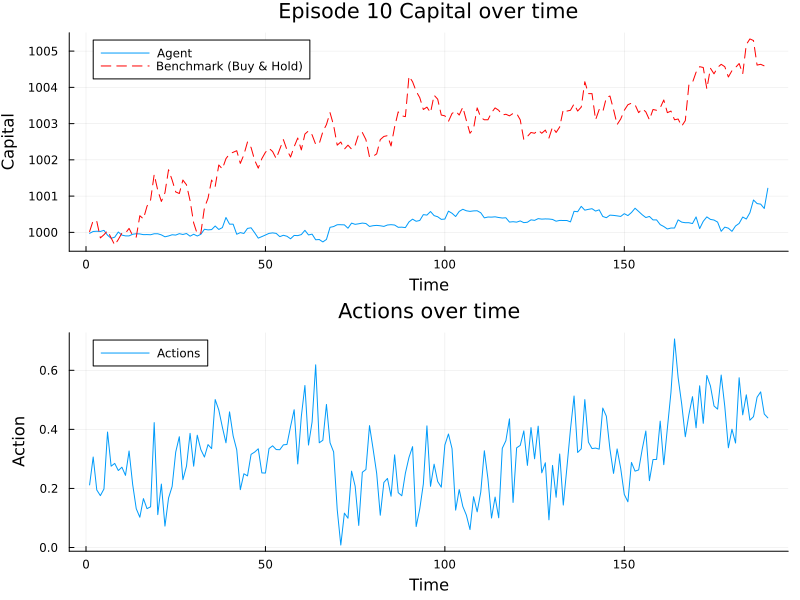 Episode 10 Capital over time
Capital
1005
1004
1003
1002
1001
1000
Agent
Benchmark (Buy & Hold)
0 50 100 150
Time
Actions over time
Action
0.6
0.4
0.2
0.0
Actions
0 50 100 150
Time